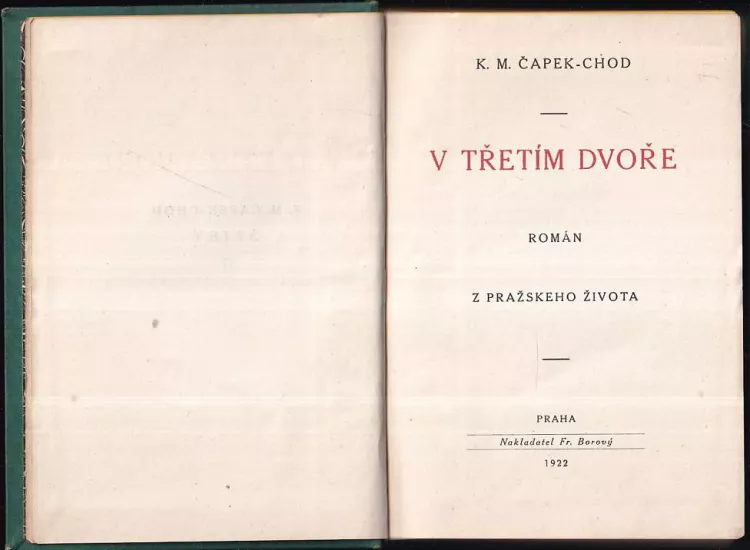 K. M. ČAPEK-CHOD
V TŘETÍM DVOŘE
ROMÁN
Z PRAŽSKEHO ŽIVOTA
PRAHA
Nakladatel Fr. Borový
1922